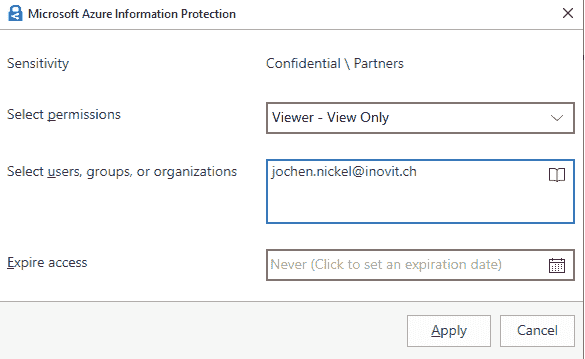 Microsoft Azure Information Protection
Sensitivity Confidential \ Partners
Select permissions Viewer - View Only
Select users, groups, or organizations jochen.nickel@inovit.ch
Expire access Never (Click to set an expiration date)
Apply Cancel